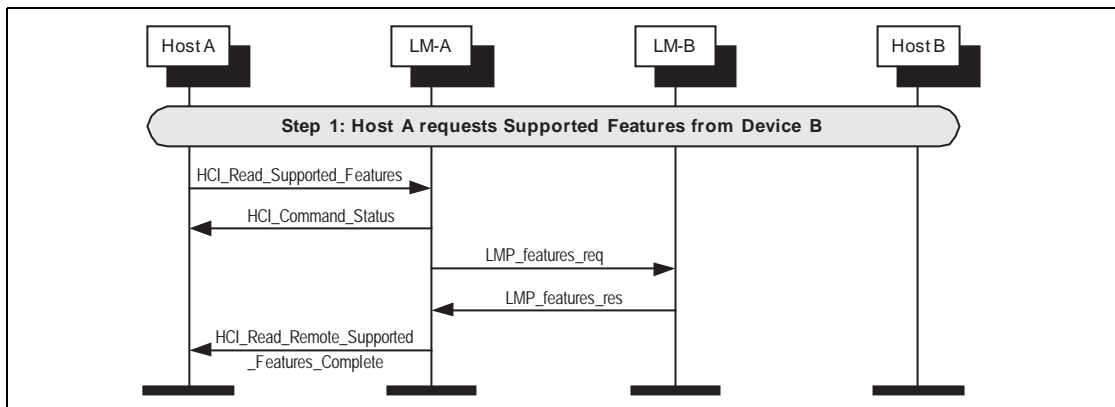 Host A
LM-A
LM-B
Host B
Step 1: Host A requests Supported Features from Device B
HCI_Read_Supported_Features
HCI_Command_Status
LMP_features_req
LMP_features_res
HCI_Read_Remote_Supported
_Features_Complete